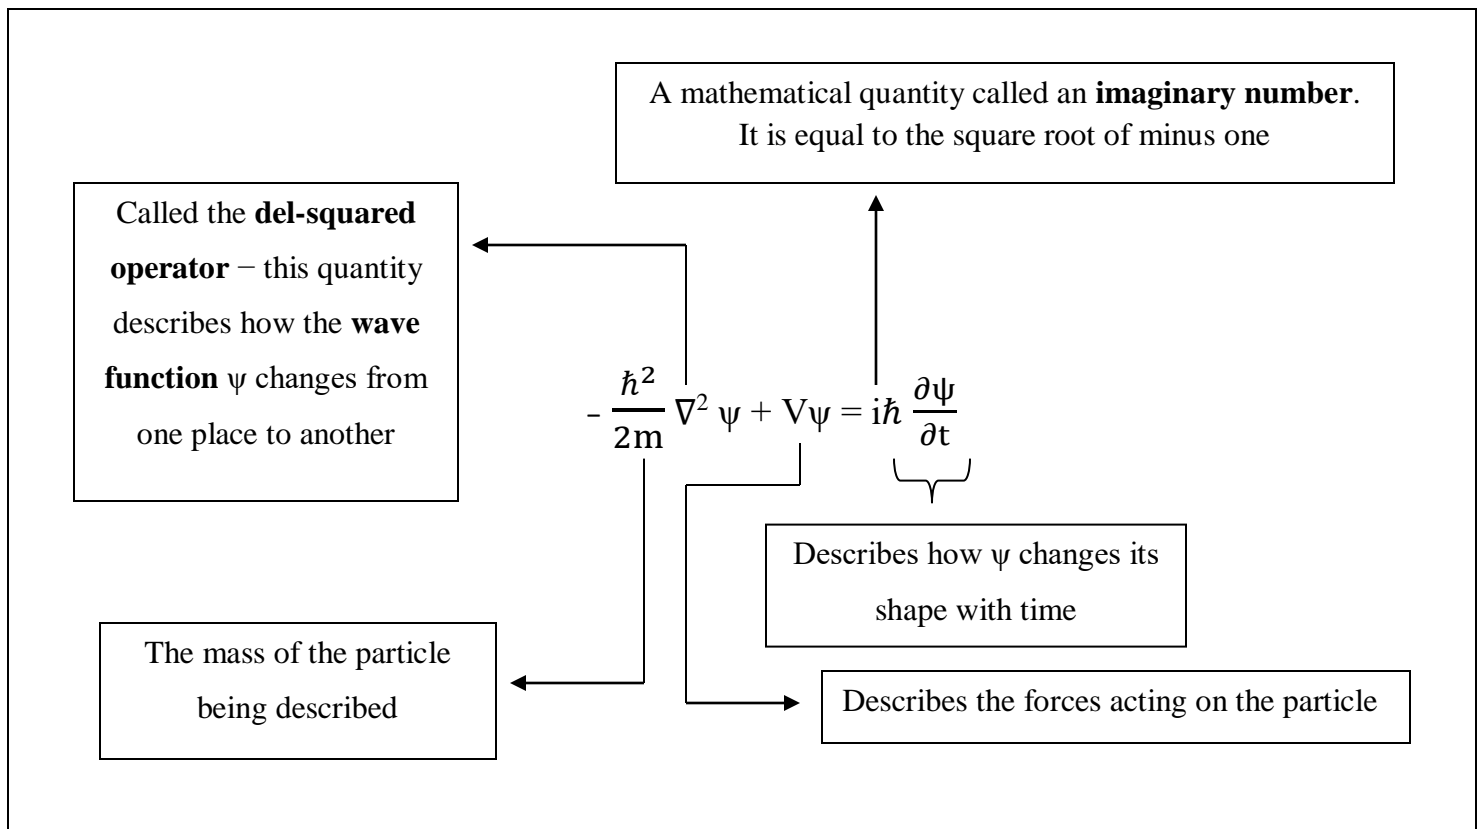 A mathematical quantity called an imaginary number.
It is equal to the square root of minus one
Called the del-squared
operator − this quantity
describes how the wave
function ψ changes from
one place to another
- ℏ²/2m ∇² ψ + Vψ = iℏ ∂ψ/∂t
Describes how ψ changes its
shape with time
The mass of the particle
being described
Describes the forces acting on the particle